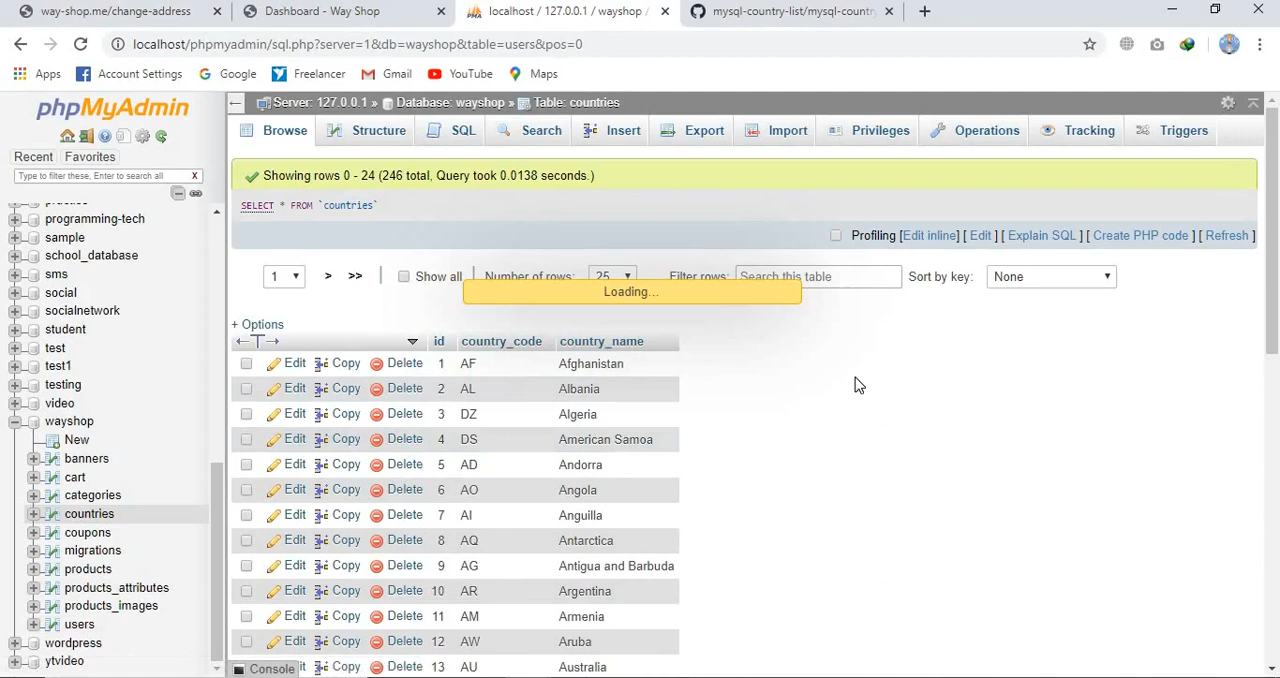 way-shop.me/change-address
Dashboard - Way Shop
localhost / 127.0.0.1 / wayshop /
mysql-country-list/mysql-country
localhost/phpmyadmin/sql.php?server=1&db=wayshop&table=users&pos=0
Apps Account Settings Google Freelancer Gmail YouTube Maps
phpMyAdmin
Recent Favorites
Type to filter these, Enter to search all X
programming-tech
sample
school_database
sms
social
socialnetwork
student
test
test1
testing
video
wayshop
New
banners
cart
categories
countries
coupons
migrations
products
products_attributes
products_images
users
wordpress
ytvideo
Server: 127.0.0.1 » Database: wayshop » Table: countries
Browse Structure SQL Search Insert Export Import Privileges Operations Tracking Triggers
Showing rows 0 - 24 (246 total, Query took 0.0138 seconds.)
SELECT * FROM `countries`
Profiling [Edit inline] [ Edit ] [ Explain SQL ] [ Create PHP code ] [ Refresh ]
1 > >> Show all Number of rows: 25 Filter rows: Search this table Sort by key: None
Loading...
+ Options
id country_code country_name
Edit Copy Delete 1 AF Afghanistan
Edit Copy Delete 2 AL Albania
Edit Copy Delete 3 DZ Algeria
Edit Copy Delete 4 DS American Samoa
Edit Copy Delete 5 AD Andorra
Edit Copy Delete 6 AO Angola
Edit Copy Delete 7 AI Anguilla
Edit Copy Delete 8 AQ Antarctica
Edit Copy Delete 9 AG Antigua and Barbuda
Edit Copy Delete 10 AR Argentina
Edit Copy Delete 11 AM Armenia
Edit Copy Delete 12 AW Aruba
Copy Delete 13 AU Australia
Console